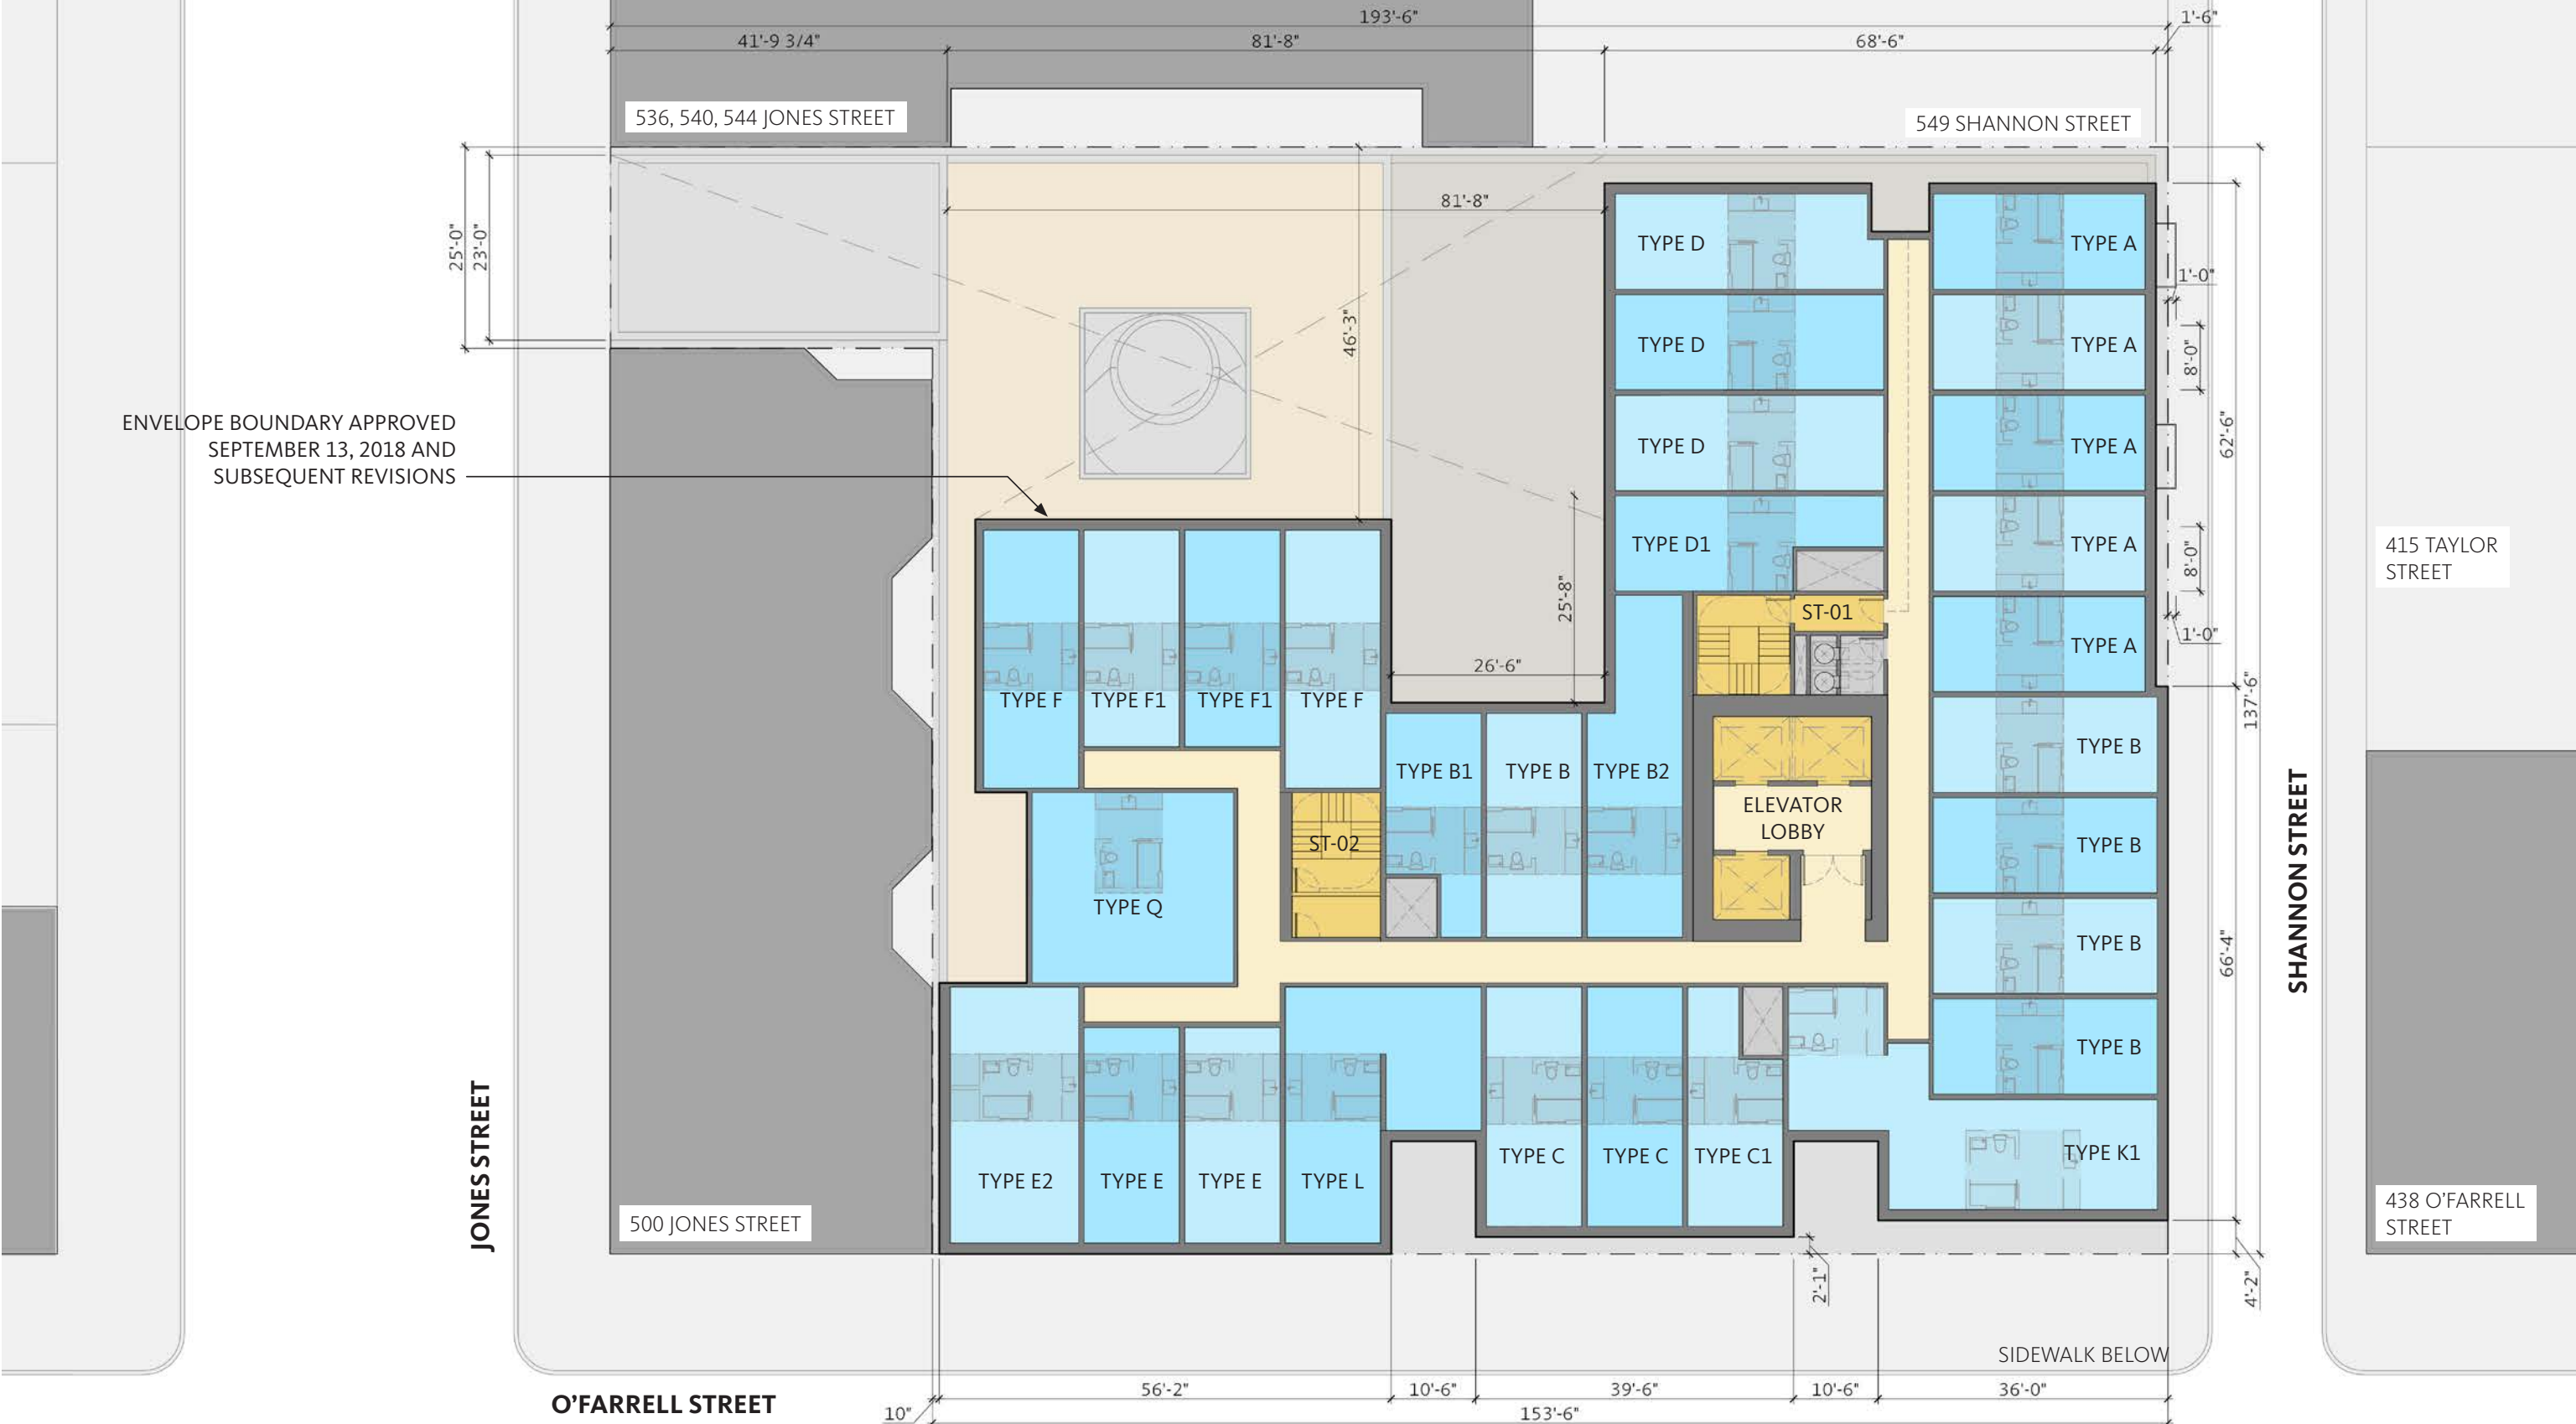 193'-6"
1'-6"
41'-9 3/4"
81'-8"
68'-6"
536, 540, 544 JONES STREET
549 SHANNON STREET
25'-0"
23'-0"
81'-8"
46'-3"
TYPE D
TYPE A
1'-0"
TYPE D
TYPE A
8'-0"
ENVELOPE BOUNDARY APPROVED
SEPTEMBER 13, 2018 AND
SUBSEQUENT REVISIONS
TYPE D
TYPE A
62'-6"
TYPE D1
TYPE A
8'-0"
415 TAYLOR
STREET
25'-8"
ST-01
TYPE A
1'-0"
26'-6"
137'-6"
TYPE F
TYPE F1
TYPE F1
TYPE F
TYPE B
TYPE B1
TYPE B
TYPE B2
ELEVATOR
LOBBY
ST-02
TYPE B
SHANNON STREET
TYPE Q
TYPE B
66'-4"
TYPE B
JONES STREET
TYPE E2
TYPE E
TYPE E
TYPE L
TYPE C
TYPE C
TYPE C1
TYPE K1
500 JONES STREET
438 O'FARRELL
STREET
2'-1"
4'-2"
SIDEWALK BELOW
O'FARRELL STREET
56'-2"
10'-6"
39'-6"
10'-6"
36'-0"
10"
153'-6"